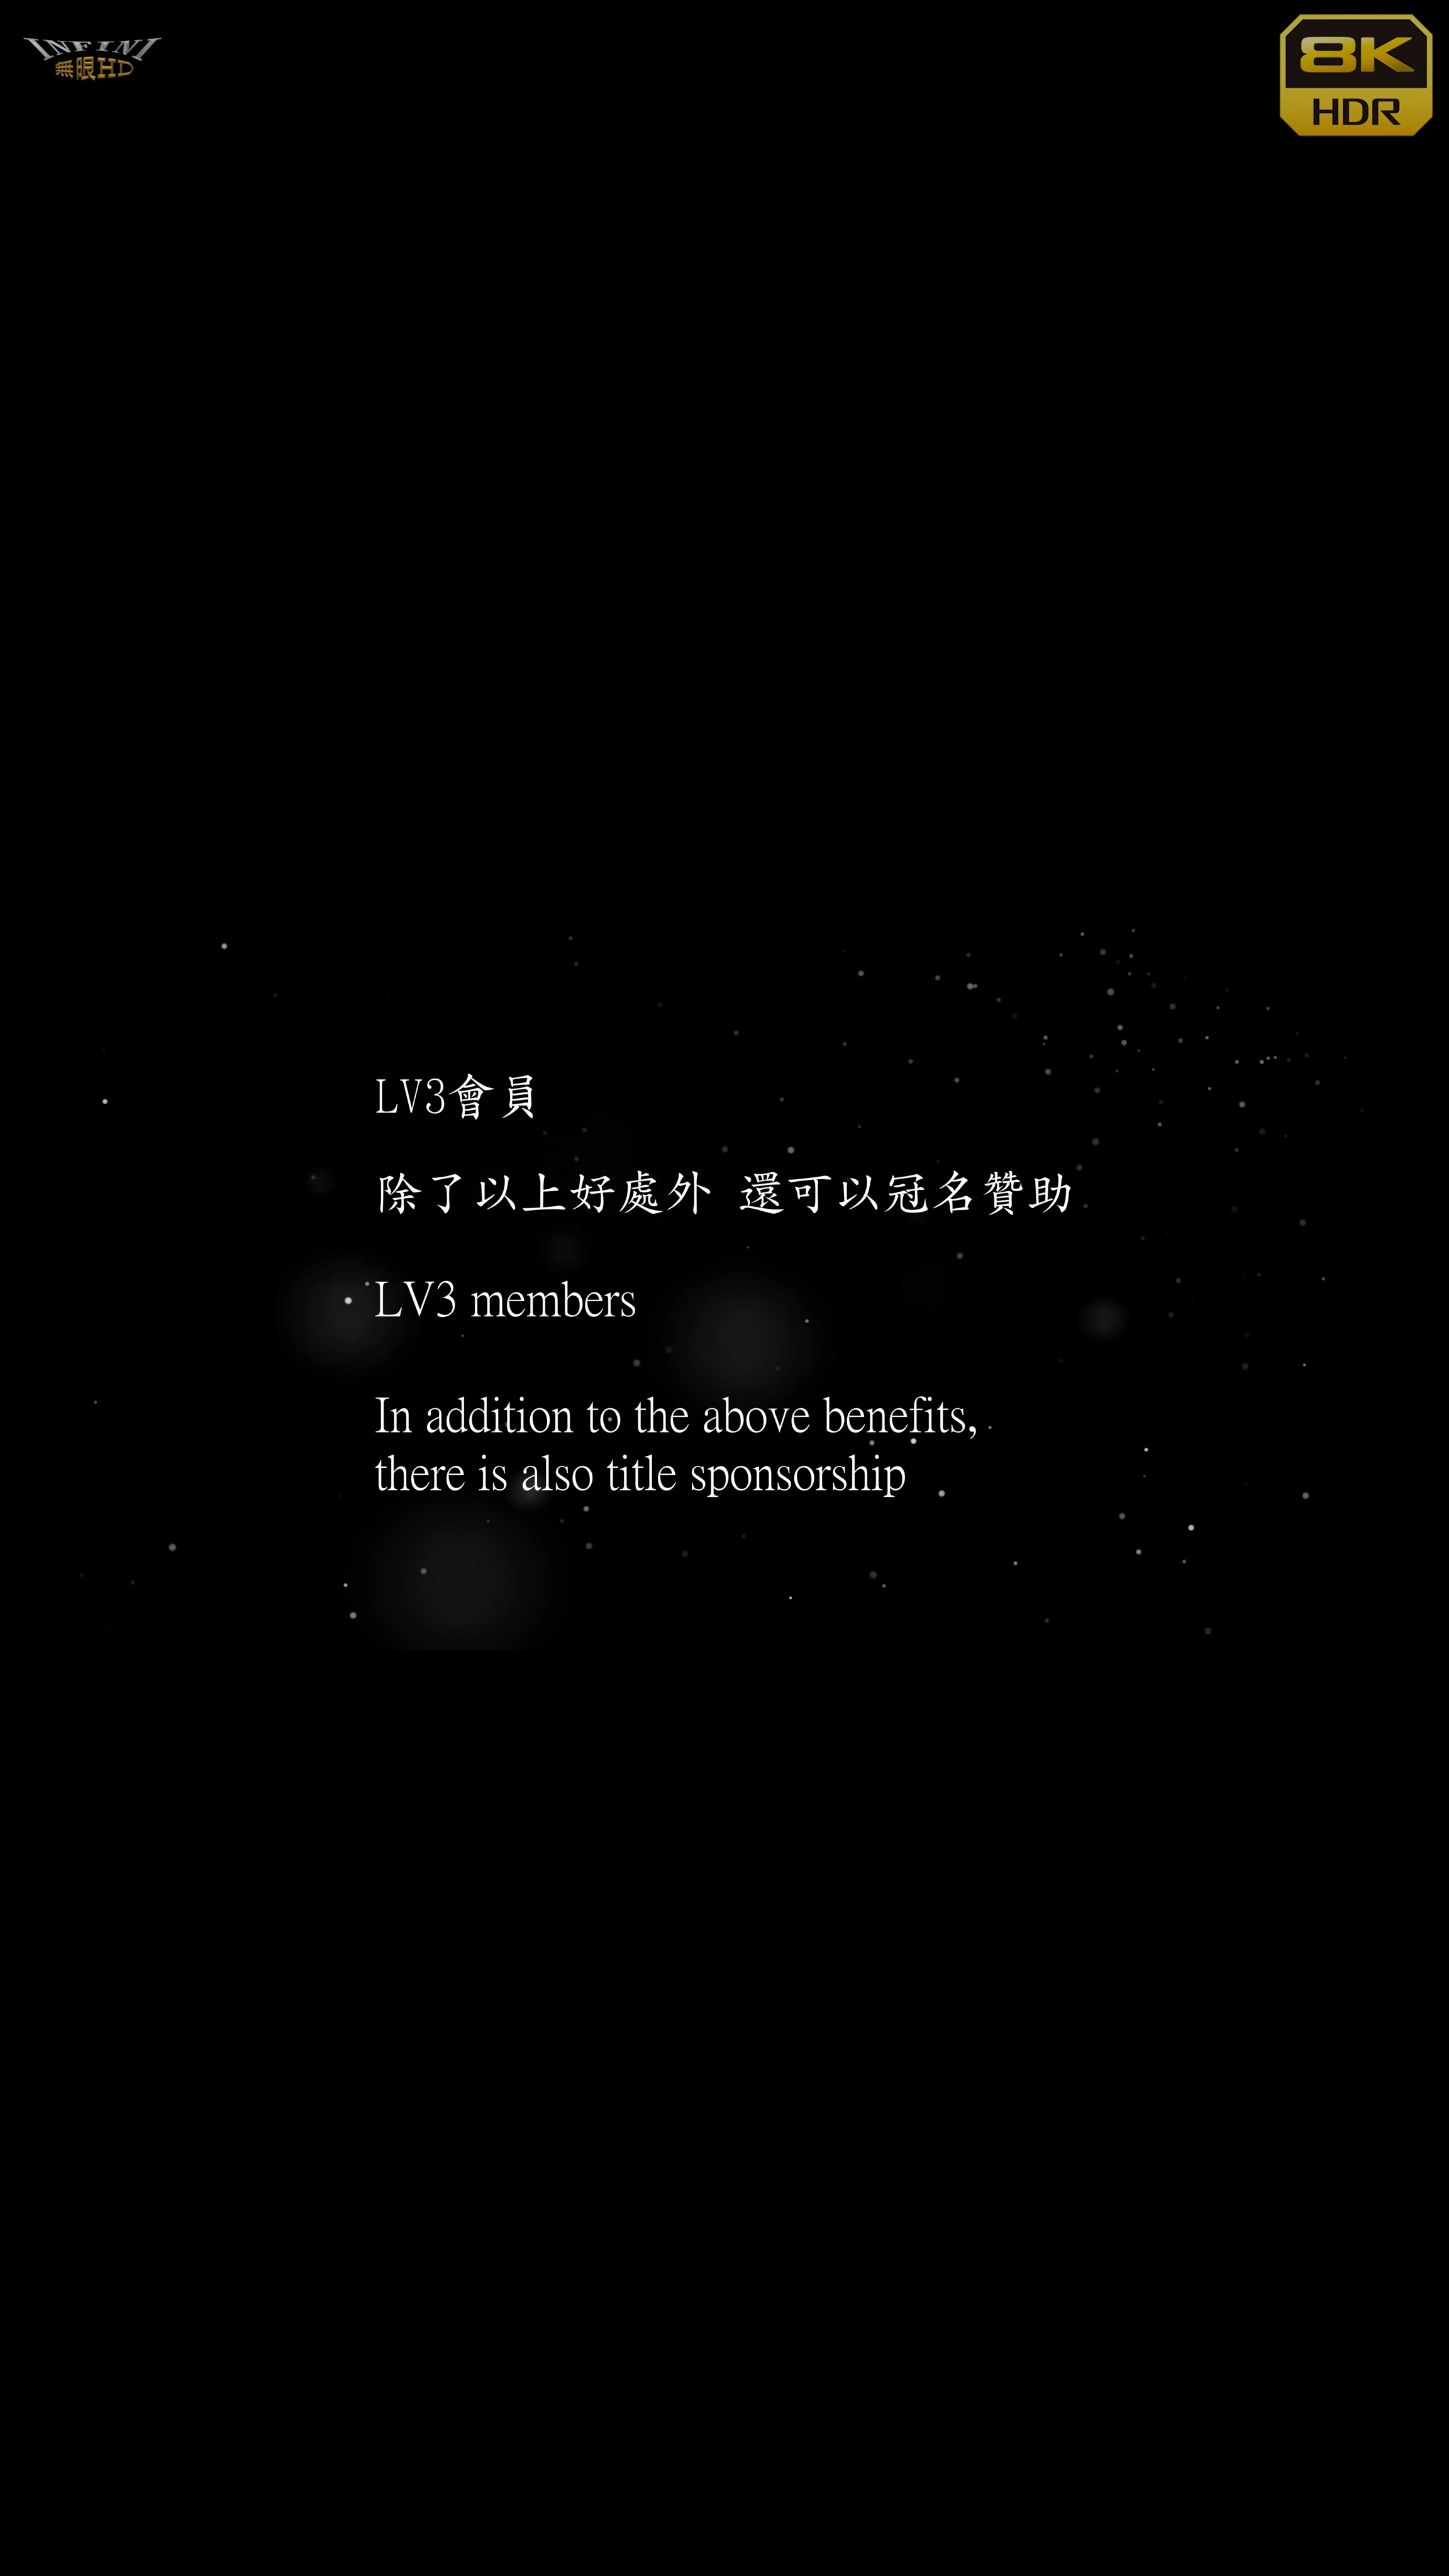 INFINI
無限HD
8K
HDR
LV3會員
除了以上好處外 還可以冠名贊助
LV3 members
In addition to the above benefits,
there is also title sponsorship